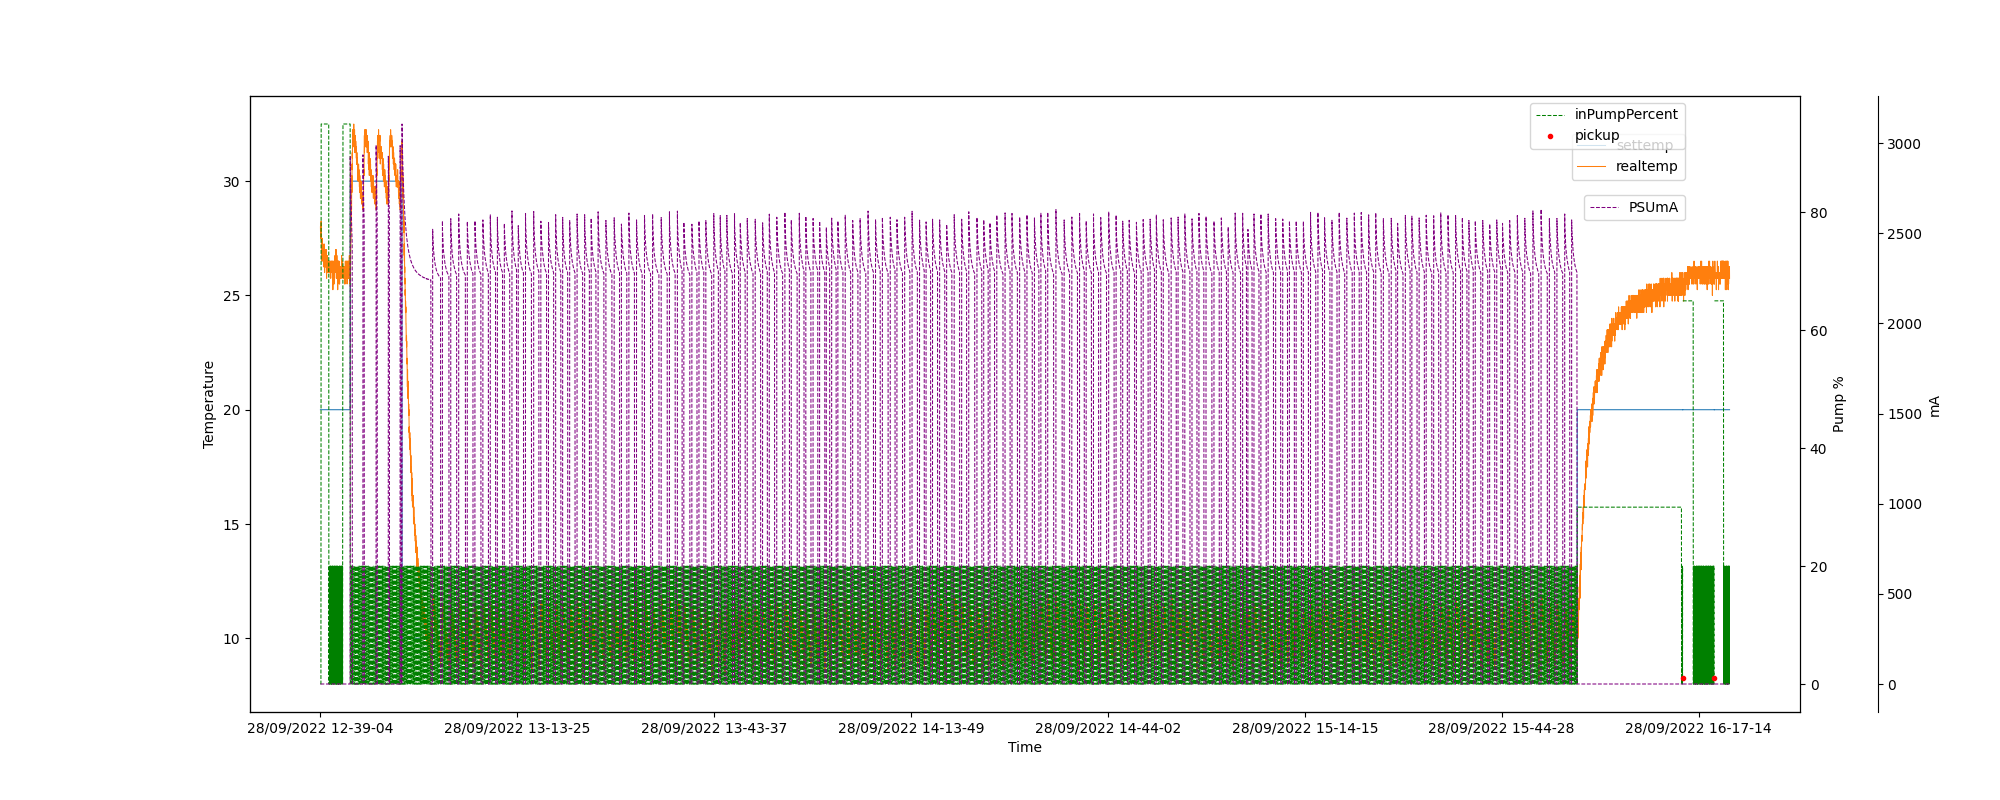 inPumpPercent
pickup
settemp
realtemp
PSUmA
Temperature
30
25
20
15
10
80
60
40
20
0
Pump %
3000
2500
2000
1500
1000
500
0
mA
28/09/2022 12-39-04
28/09/2022 13-13-25
28/09/2022 13-43-37
28/09/2022 14-13-49
28/09/2022 14-44-02
28/09/2022 15-14-15
28/09/2022 15-44-28
28/09/2022 16-17-14
Time